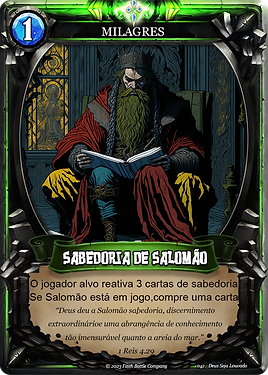 1
MILAGRES
SABEDORIA DE SALOMÃO
O jogador alvo reativa 3 cartas de sabedoria
Se Salomão está em jogo,compre uma carta
"Deus deu a Salomão sabedoria, discernimento
extraordinárioe uma abrangência de conhecimento
tão imensurável quanto a areia do mar."
1 Reis 4.29
©2023 Faith Battle Company
042 . Deus Seja Louvado